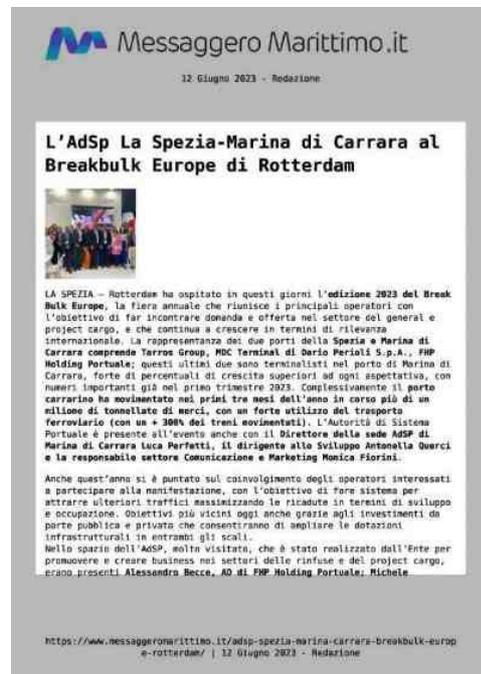 Messaggero Marittimo.it
12 Giugno 2023 - Redazione
L'AdSp La Spezia-Marina di Carrara al
Breakbulk Europe di Rotterdam
LA SPEZIA – Rotterdam ha ospitato in questi giorni l'edizione 2023 del Break
Bulk Europe, la fiera annuale che riunisce i principali operatori con
l'obiettivo di far incontrare domanda e offerta nel settore del general e
project cargo, e che continua a crescere in termini di rilevanza
internazionale. La rappresentanza dei due porti della Spezia e Marina di
Carrara comprende Tarros Group, MDC Terminal di Dario Perioli S.p.A., FHP
Holding Portuale; questi ultimi due sono terminalisti nel porto di Marina di
Carrara, forte di percentuali di crescita superiori ad ogni aspettativa, con
numeri importanti già nel primo trimestre 2023. Complessivamente il porto
carrarino ha movimentato nei primi tre mesi dell'anno in corso più di un
milione di tonnellate di merci, con un forte utilizzo del trasporto
ferroviario (con un + 300% dei treni movimentati). L'Autorità di Sistema
Portuale è presente all'evento anche con il Direttore della sede AdSP di
Marina di Carrara Luca Perfetti, il dirigente allo Sviluppo Antonella Querci
e la responsabile settore Comunicazione e Marketing Monica Fiorini.
Anche quest'anno si è puntato sul coinvolgimento degli operatori interessati
a partecipare alla manifestazione, con l'obiettivo di fare sistema per
attrarre ulteriori traffici massimizzando le ricadute in termini di sviluppo
e occupazione. Obiettivi più vicini oggi anche grazie agli investimenti da
parte pubblica e privata che consentiranno di ampliare le dotazioni
infrastrutturali in entrambi gli scali.
Nello spazio dell'AdSP, molto visitato, che è stato realizzato dall'Ente per
promuovere e creare business nei settori delle rinfuse e del project cargo,
erano presenti Alessandro Becce, AD di FHP Holding Portuale; Michele
https://www.messaggeromarittimo.it/adsp-spezia-marina-carrara-breakbulk-europ
e-rotterdam/ | 12 Giugno 2023 - Redazione